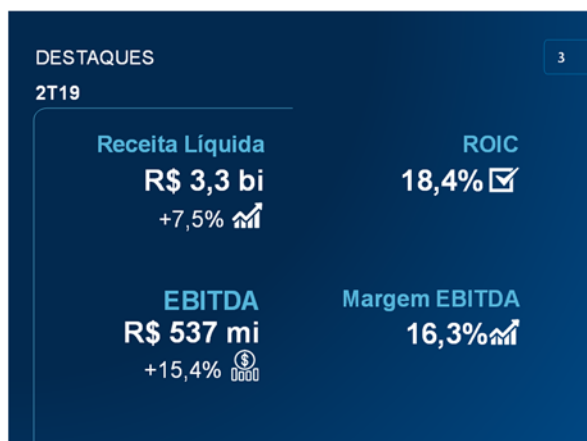 DESTAQUES
3
2T19
Receita Líquida
R$ 3,3 bi
+7,5%
ROIC
18,4%
EBITDA
R$ 537 mi
+15,4%
Margem EBITDA
16,3%